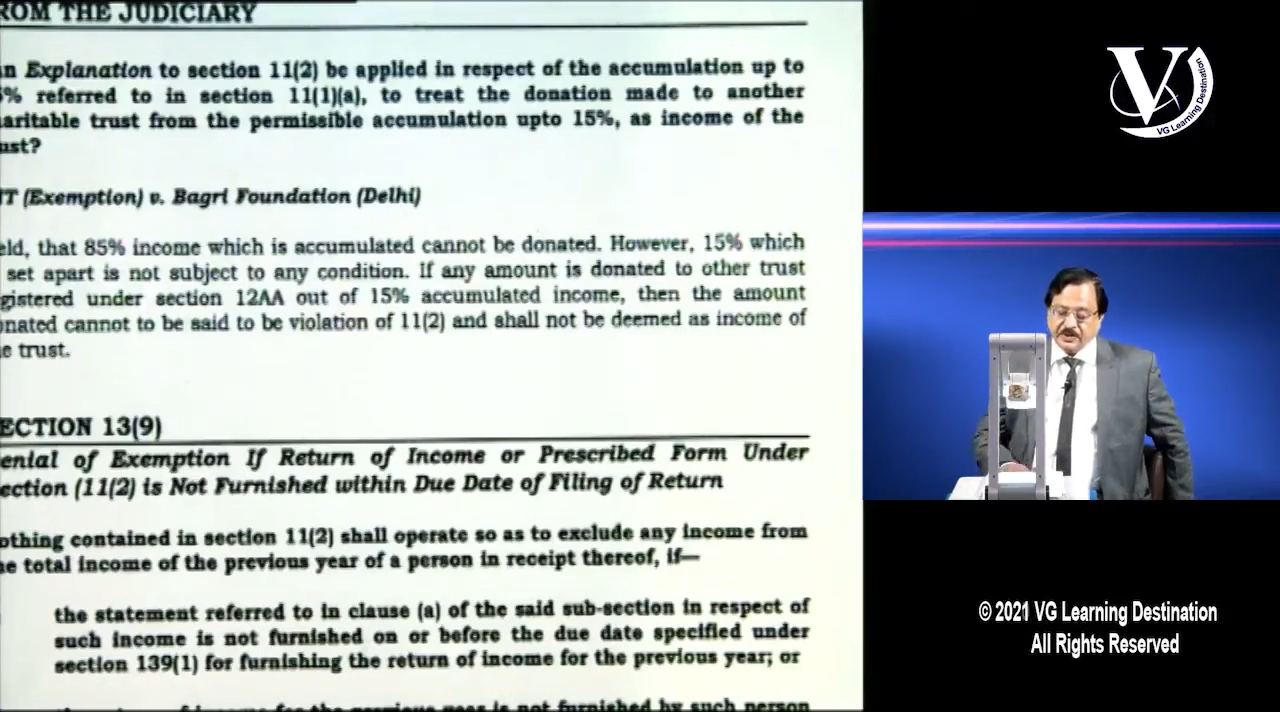 ROM THE JUDICIARY
n Explanation to section 11(2) be applied in respect of the accumulation up to
5% referred to in section 11(1)(a), to treat the donation made to another
aritable trust from the permissible accumulation upto 15%, as income of the
ust?
IT (Exemption) v. Bagri Foundation (Delhi)
eld, that 85% income which is accumulated cannot be donated. However, 15% which
set apart is not subject to any condition. If any amount is donated to other trust
gistered under section 12AA out of 15% accumulated income, then the amount
onated cannot to be said to be violation of 11(2) and shall not be deemed as income of
e trust.
ECTION 13(9)
enial of Exemption If Return of Income or Prescribed Form Under
ection (11(2) is Not Furnished within Due Date of Filing of Return
othing contained in section 11(2) shall operate so as to exclude any income from
he total income of the previous year of a person in receipt thereof, if—
the statement referred to in clause (a) of the said sub-section in respect of
such income is not furnished on or before the due date specified under
section 139(1) for furnishing the return of income for the previous year; or
is not furnished by such person
V
VG Learning Destination
© 2021 VG Learning Destination
All Rights Reserved